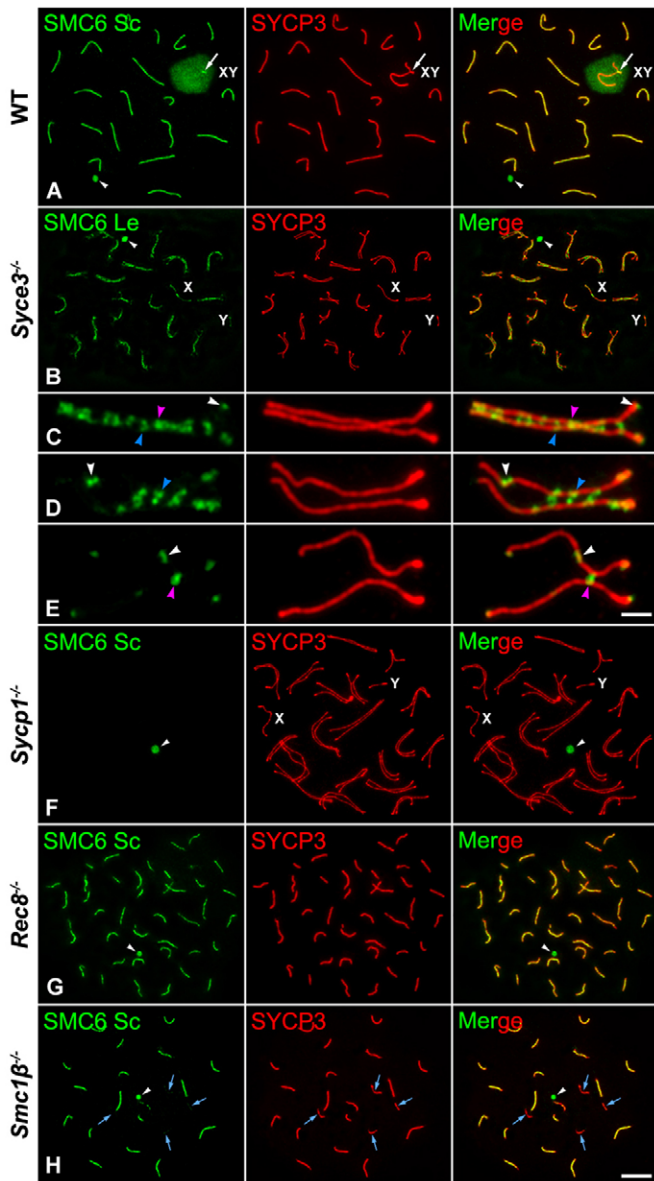 SMC6 Sc SYCP3 Merge
WT
XY XY XY
A
SMC6 Le SYCP3 Merge
Syce3-/-
X X X
Y Y Y
B
C
D
E
SMC6 Sc SYCP3 Merge
Sycp1-/-
Y Y
X X
F
SMC6 Sc SYCP3 Merge
Rec8-/-
G
SMC6 Sc SYCP3 Merge
Smc1β-/-
H